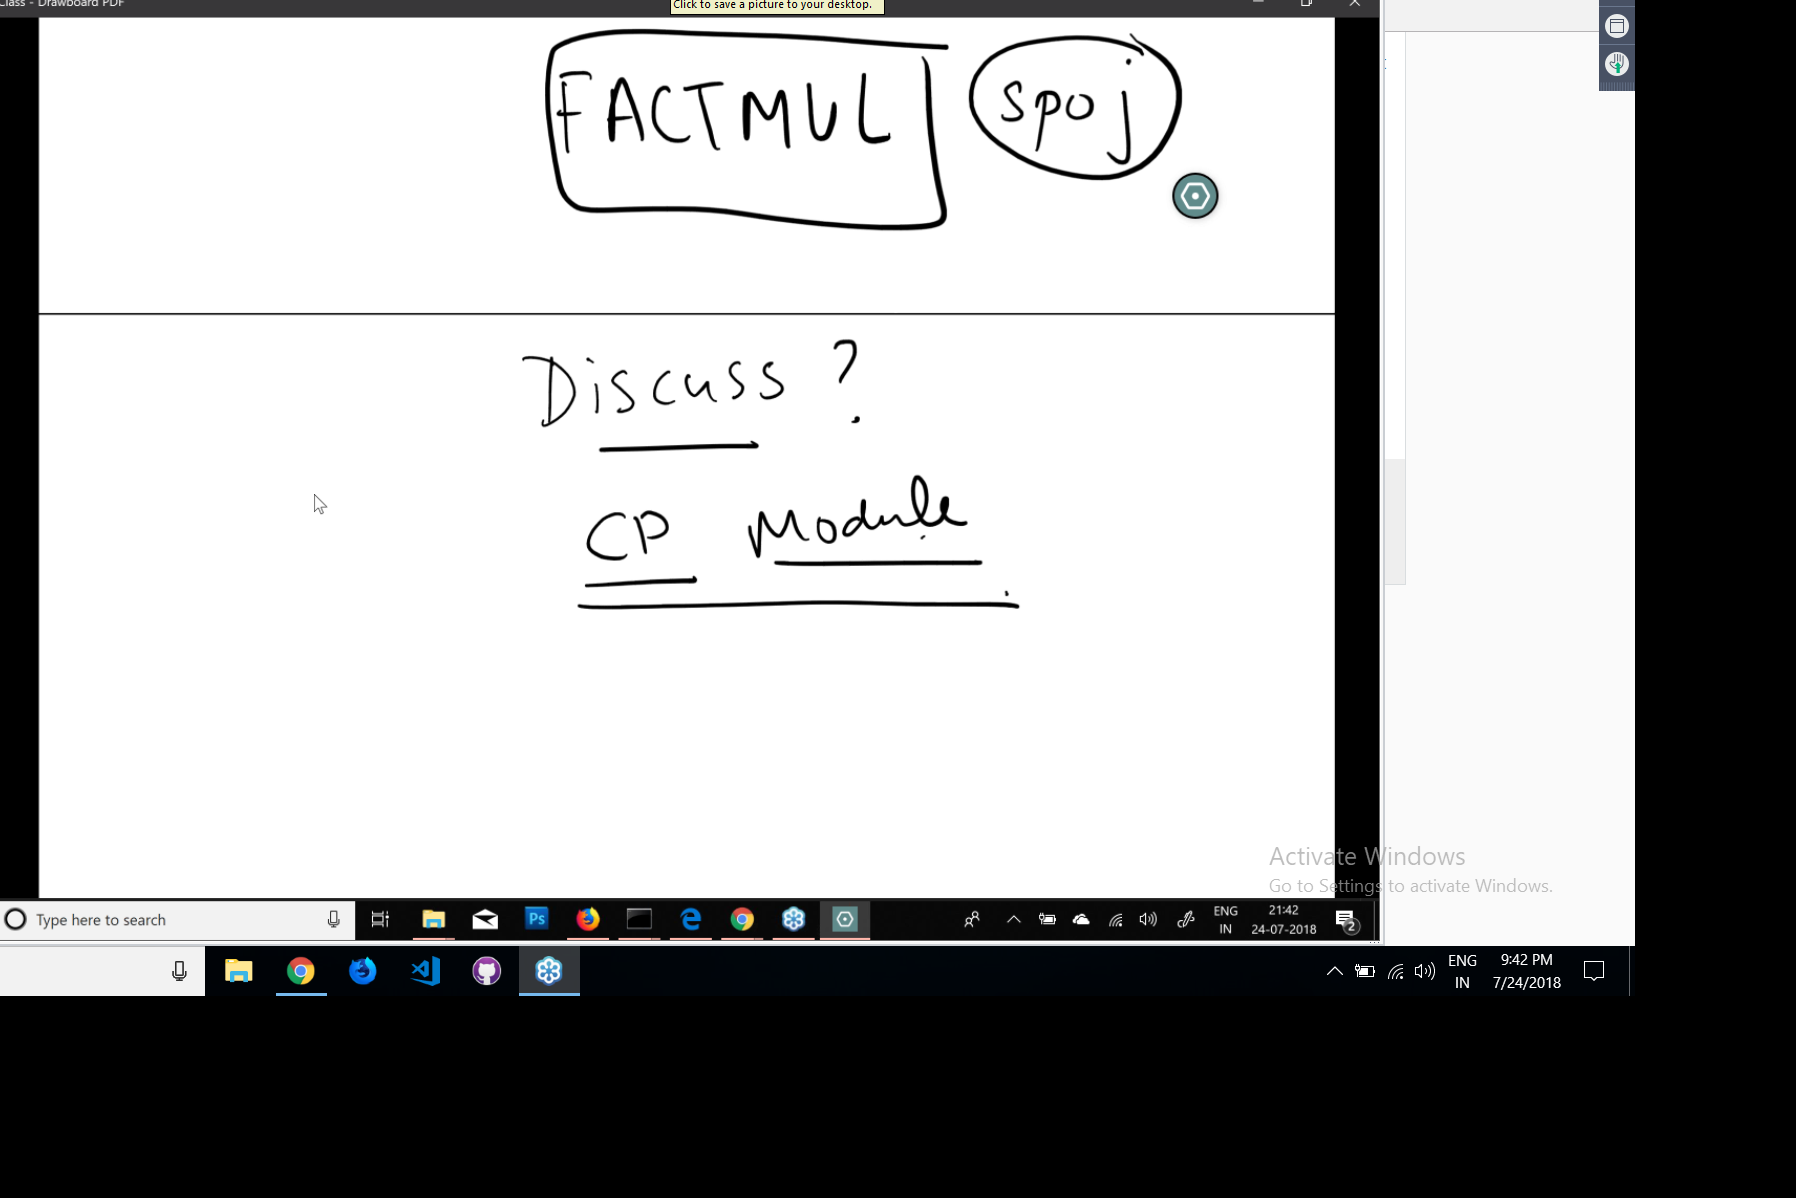 Class - Drawboard PDF
Click to save a picture to your desktop.
FACTMUL spoj
Discuss ?
CP Module
Activate Windows
Go to Settings to activate Windows.
Type here to search
Ps
ENG
IN
21:42
24-07-2018
2
ENG
IN
9:42 PM
7/24/2018